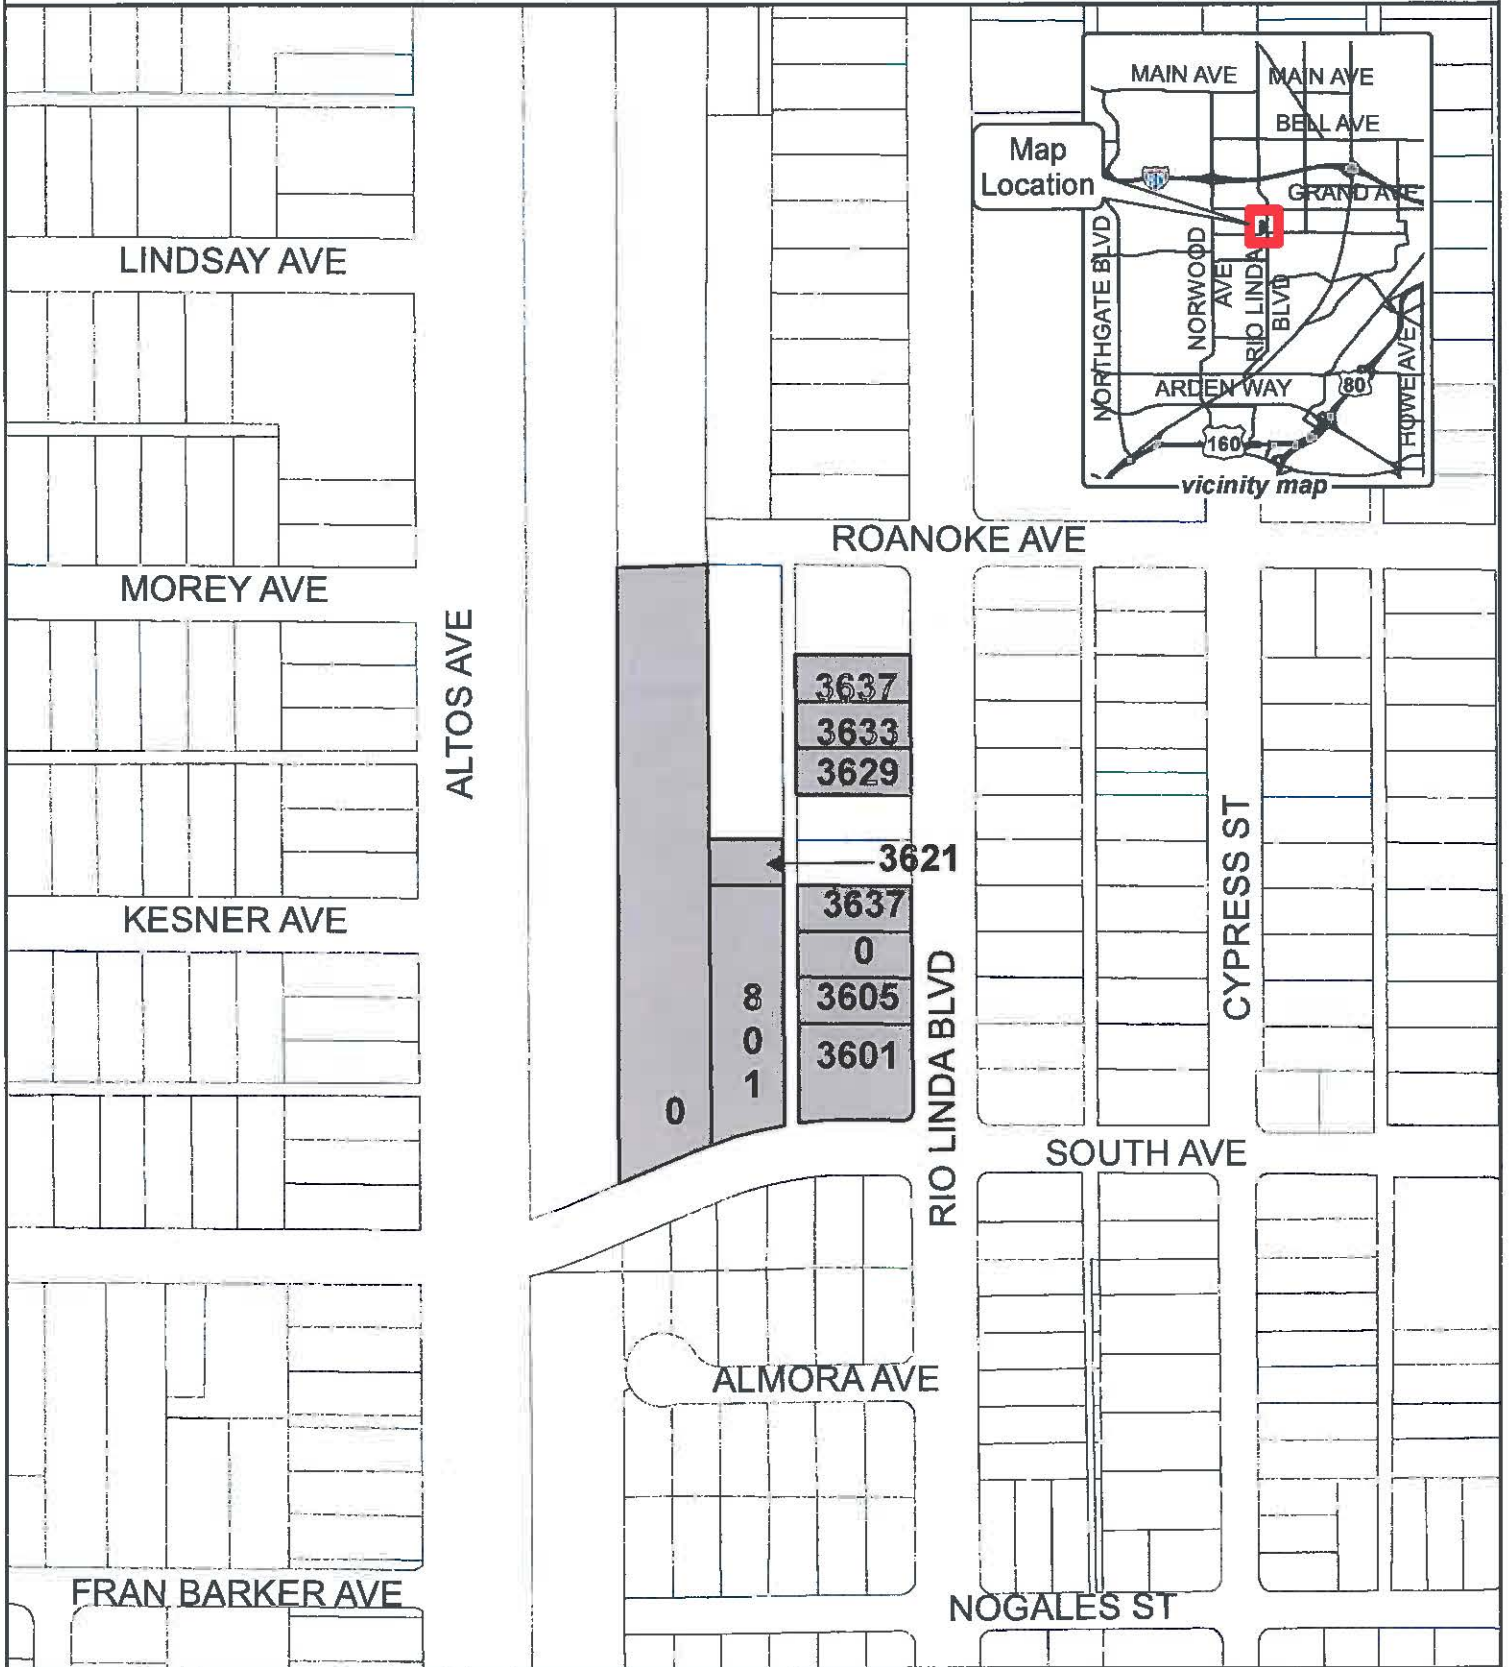 MAIN AVE
MAIN AVE
BELL AVE
Map
Location
80
GRAND AVE
NORTHGATE BLVD
NORWOOD
AVE
RIO LINDA
BLVD
ARDEN WAY
80
HOWE AVE
160
vicinity map
LINDSAY AVE
ROANOKE AVE
MOREY AVE
ALTOS AVE
3637
3633
3629
3621
CYPRESS ST
KESNER AVE
3637
0
3605
3601
801
0
RIO LINDA BLVD
SOUTH AVE
ALMORA AVE
FRAN BARKER AVE
NOGALES ST